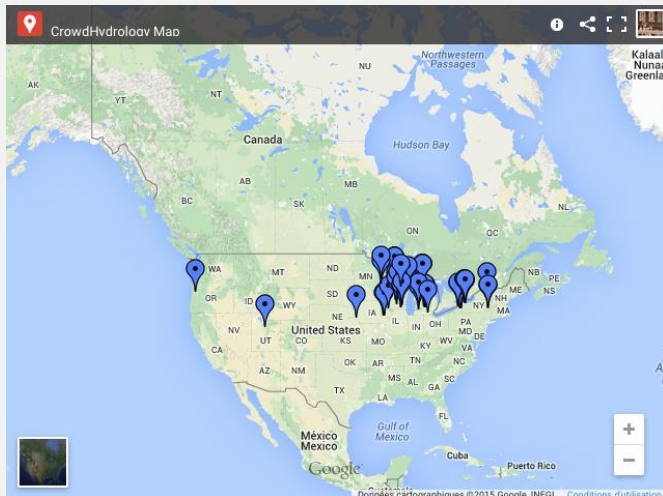 CrowdHydrology Map
Northwestern
Passages
Kalaal
Nunaa
Greenla
AK
YT
NT
NU
Canada
Hudson Bay
BC
AB
SK
MB
ON
QC
NL
NB
PE
NS
WA
MT
ND
MN
OR
ID
WY
SD
NE
IA
IL
IN
OH
PA
NY
NH
MA
MD
DE
NV
UT
CO
United States
KS
MO
KY
WV
VA
CA
AZ
NM
OK
AR
TN
NC
SC
MS
AL
GA
TX
LA
FL
Gulf of
Mexico
México
Mexico
Cuba
Puerto Rico
Google
Guatemala
Données cartographiques ©2015 Google, INEGI
Conditions d'utilisation